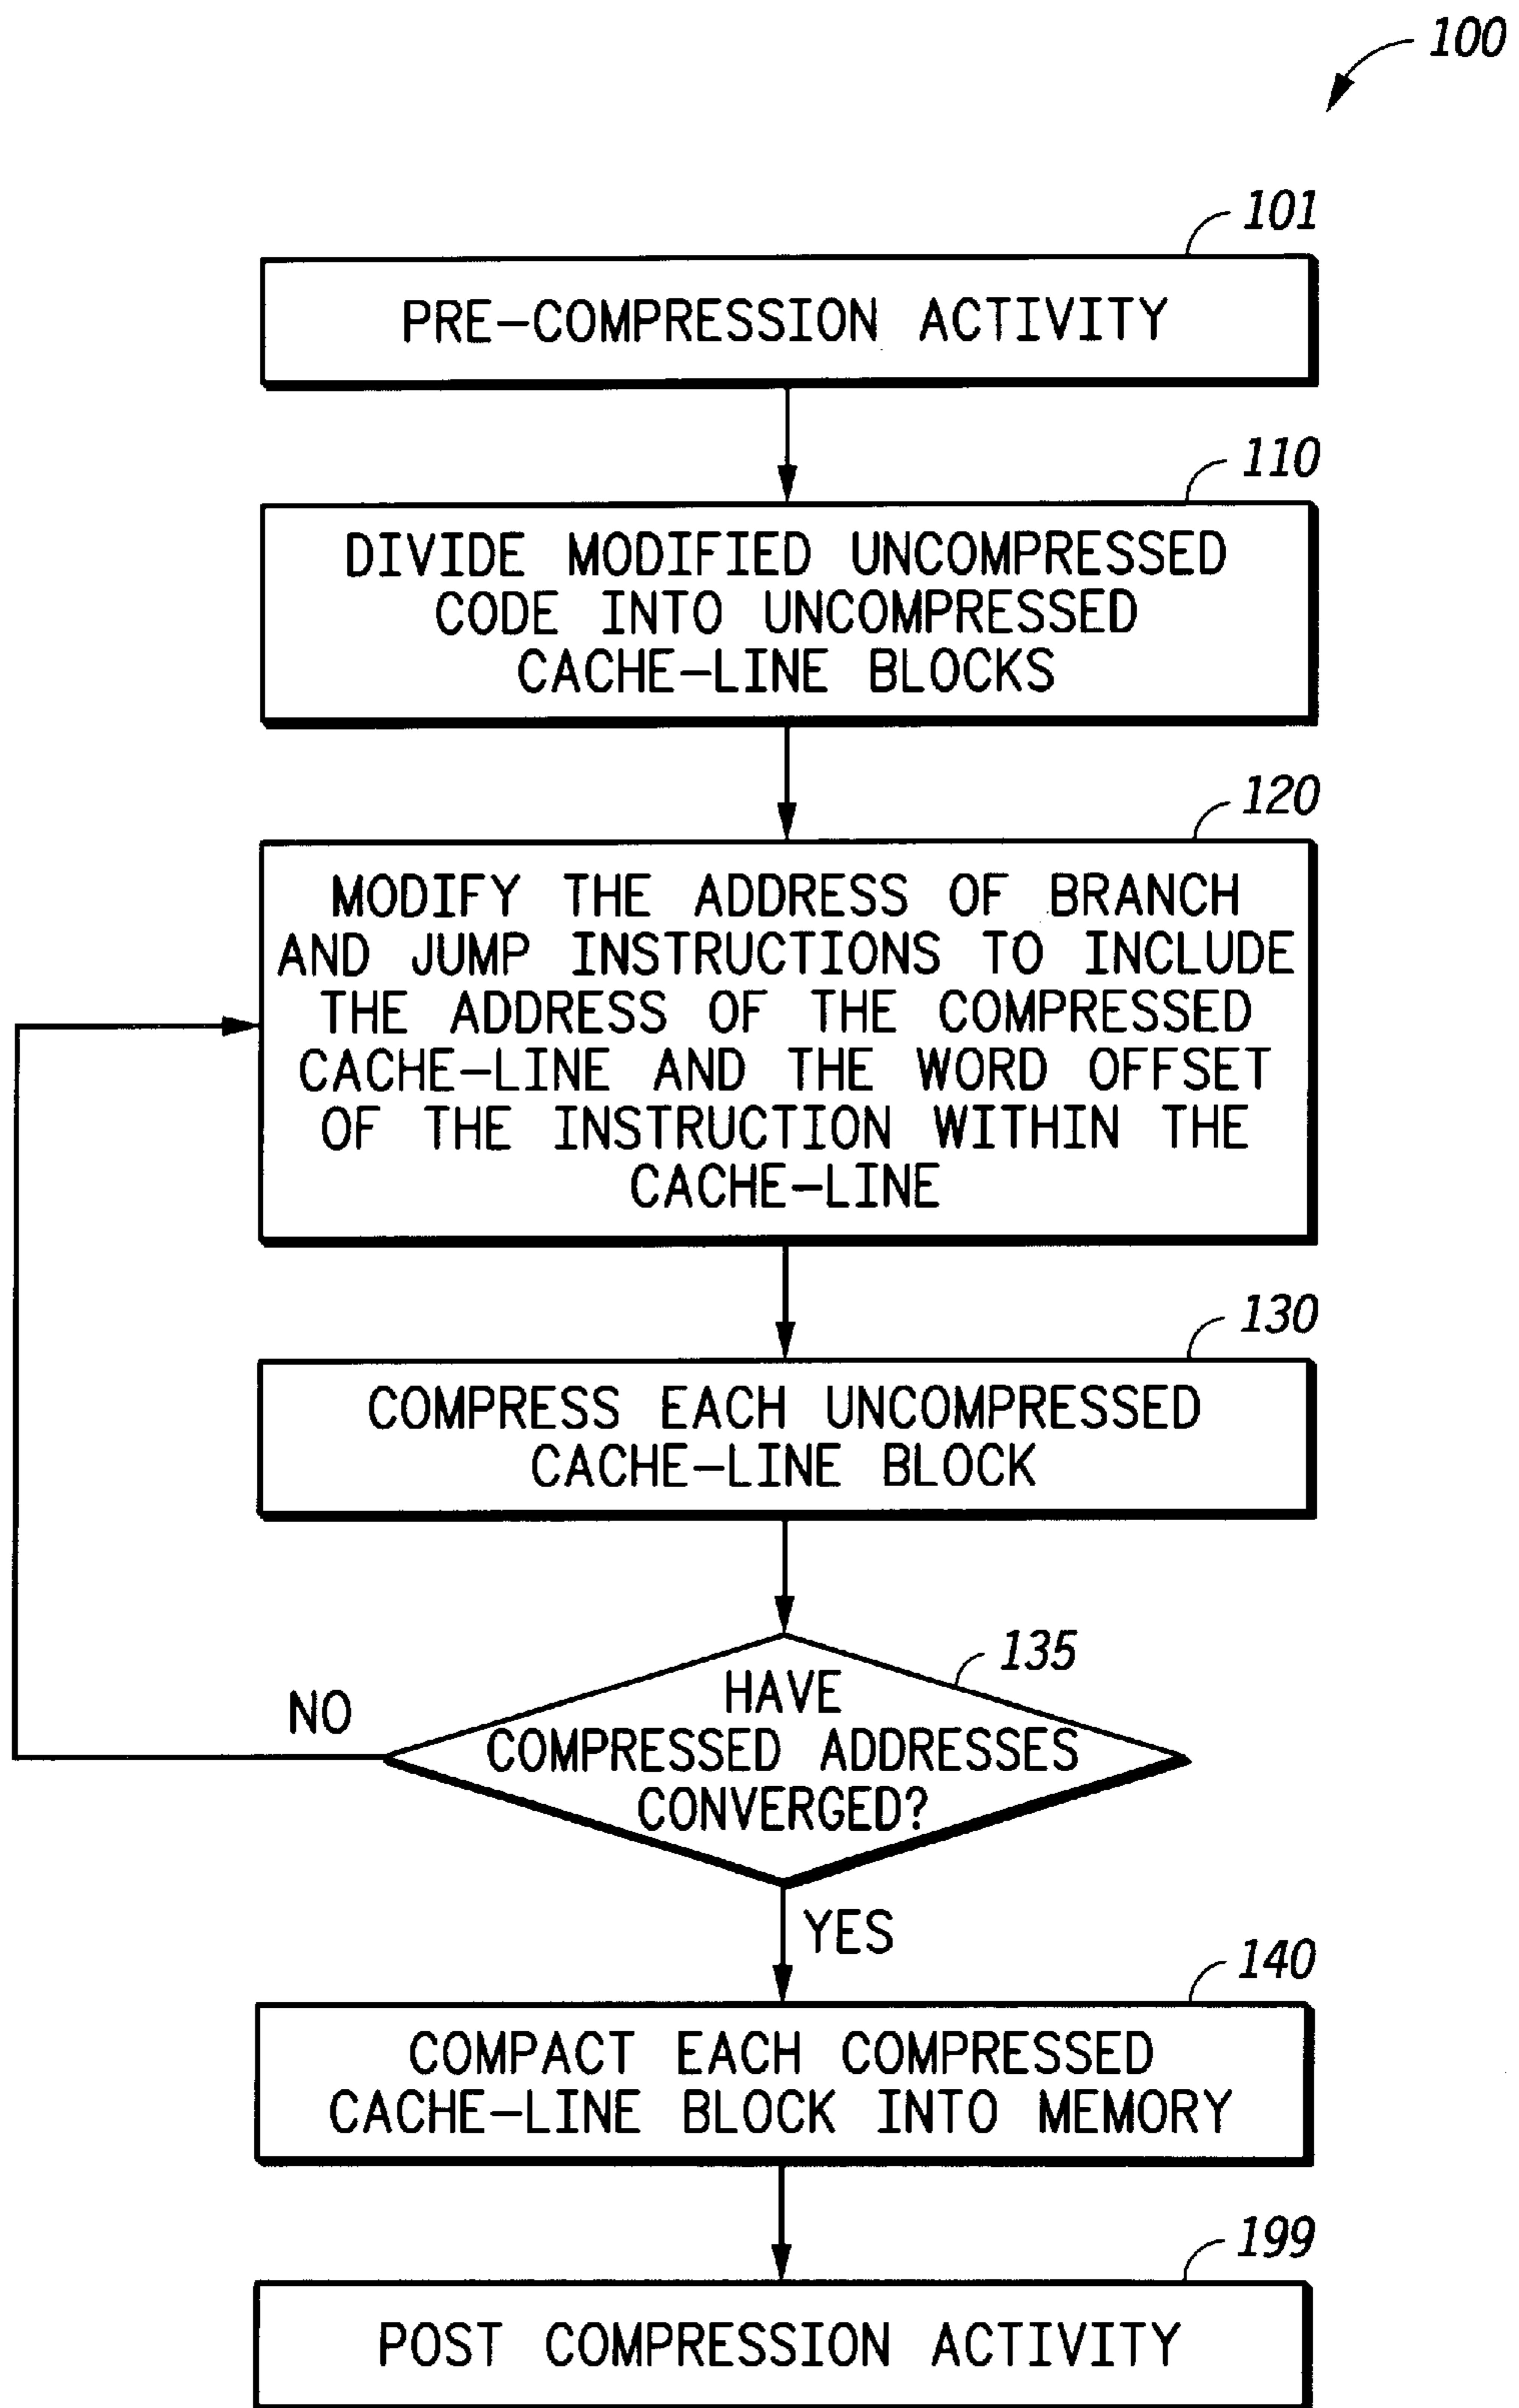 100
101
PRE-COMPRESSION ACTIVITY
110
DIVIDE MODIFIED UNCOMPRESSED
CODE INTO UNCOMPRESSED
CACHE-LINE BLOCKS
120
MODIFY THE ADDRESS OF BRANCH
AND JUMP INSTRUCTIONS TO INCLUDE
THE ADDRESS OF THE COMPRESSED
CACHE-LINE AND THE WORD OFFSET
OF THE INSTRUCTION WITHIN THE
CACHE-LINE
130
COMPRESS EACH UNCOMPRESSED
CACHE-LINE BLOCK
135
HAVE
COMPRESSED ADDRESSES
CONVERGED?
NO
YES
140
COMPACT EACH COMPRESSED
CACHE-LINE BLOCK INTO MEMORY
199
POST COMPRESSION ACTIVITY